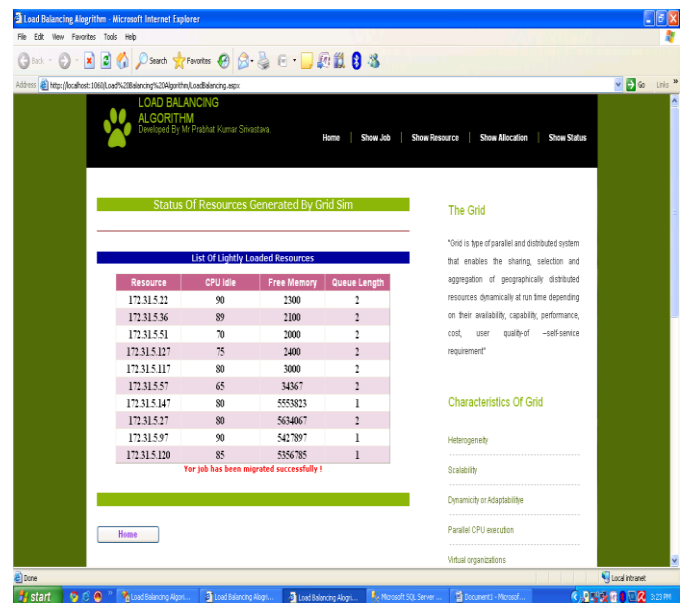 Load Balancing Alogrithm - Microsoft Internet Explorer
File Edit View Favorites Tools Help
Back Search Favorites
Address http://localhost:1060/Load%20Balancing%20Algorithm/LoadBalancing.aspx Go Links
LOAD BALANCING
ALGORITHM
Developed By Mr Prabhat Kumar Srivastava.
Home | Show Job | Show Resource | Show Allocation | Show Status
Status Of Resources Generated By Grid Sim
List Of Lightly Loaded Resources
Resource CPU Idle Free Memory Queue Length
172.31.5.22 90 2300 2
172.31.5.36 89 2100 2
172.31.5.51 70 2000 2
172.31.5.127 75 2400 2
172.31.5.117 80 3000 2
172.31.5.57 65 34367 2
172.31.5.147 80 5553823 1
172.31.5.27 80 5634067 2
172.31.5.97 90 5427897 1
172.31.5.120 85 5356785 1
Yor job has been migrated successfully !
Home
The Grid
"Grid is type of parallel and distributed system
that enables the sharing, selection and
aggregation of geographically distributed
resources dynamically at run time depending
on their availability, capability, performance,
cost, user quality-of –self-service
requirement"
Characteristics Of Grid
Heterogeneity
Scalability
Dynamicity or Adaptabilitye
Parallel CPU execution
Virtual organizations
Done Local intranet
start Load Balancing Algori... Load Balancing Alogri... Load Balancing Alogri... Microsoft SQL Server ... Document1 - Microsof... 3:23 PM